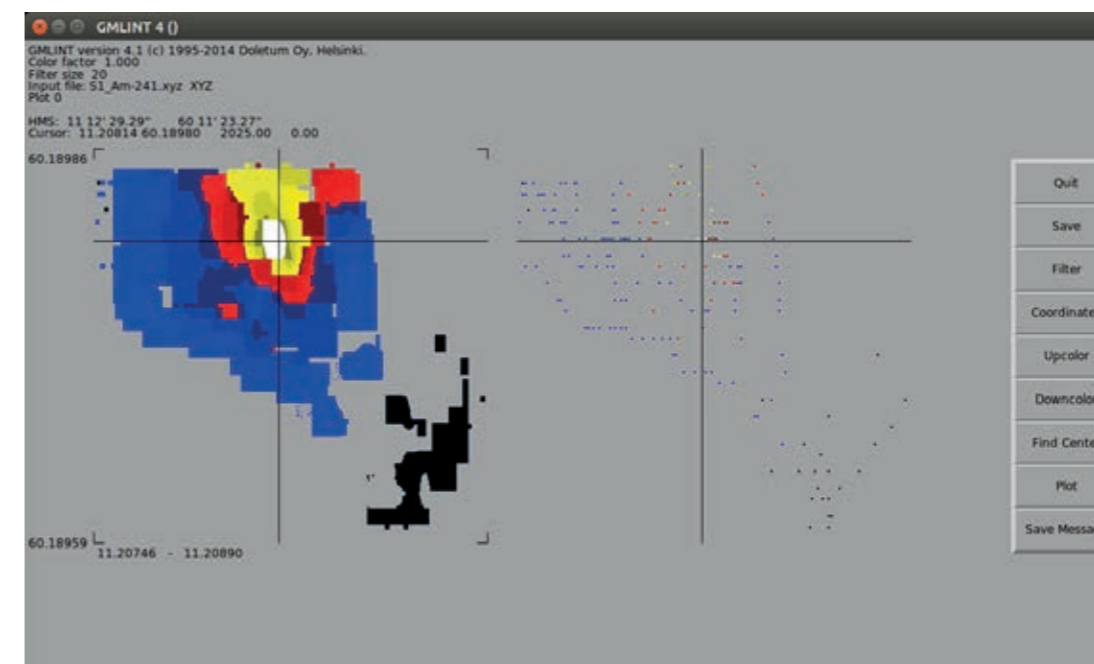 GMLINT 4 ()
GMLINT version 4.1 (c) 1995-2014 Doletum Oy, Helsinki.
Color factor 1.000
Filter size 20
Input file: S1_Am-241.xyz XYZ
Plot 0
HMS: 11 12' 29.29" 60 11' 23.27"
Cursor: 11.20814 60.18980 2025.00 0.00
60.18986
60.18959
11.20746 - 11.20890
Quit
Save
Filter
Coordinate
Upcolor
Downcolo
Find Cente
Plot
Save Messa